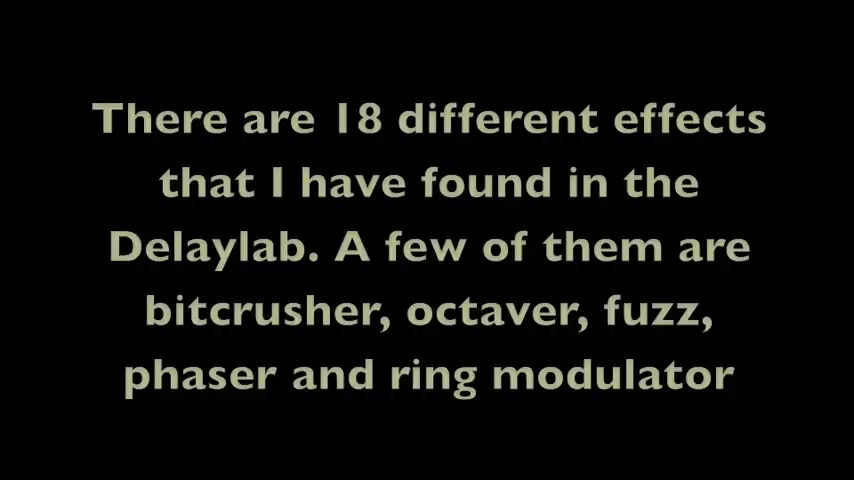 There are 18 different effects
that I have found in the
Delaylab. A few of them are
bitcrusher, octaver, fuzz,
phaser and ring modulator